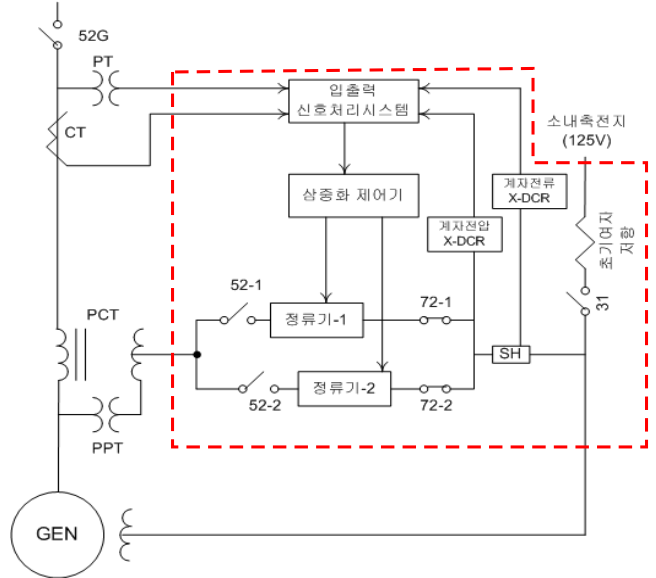 52G
PT
입출력
신호처리시스템
CT
소내축전지
(125V)
삼중화 제어기
계자전류
X-DCR
계자전압
X-DCR
초기여자
저항
52-1
72-1
31
PCT
정류기-1
SH
정류기-2
52-2
72-2
PPT
GEN